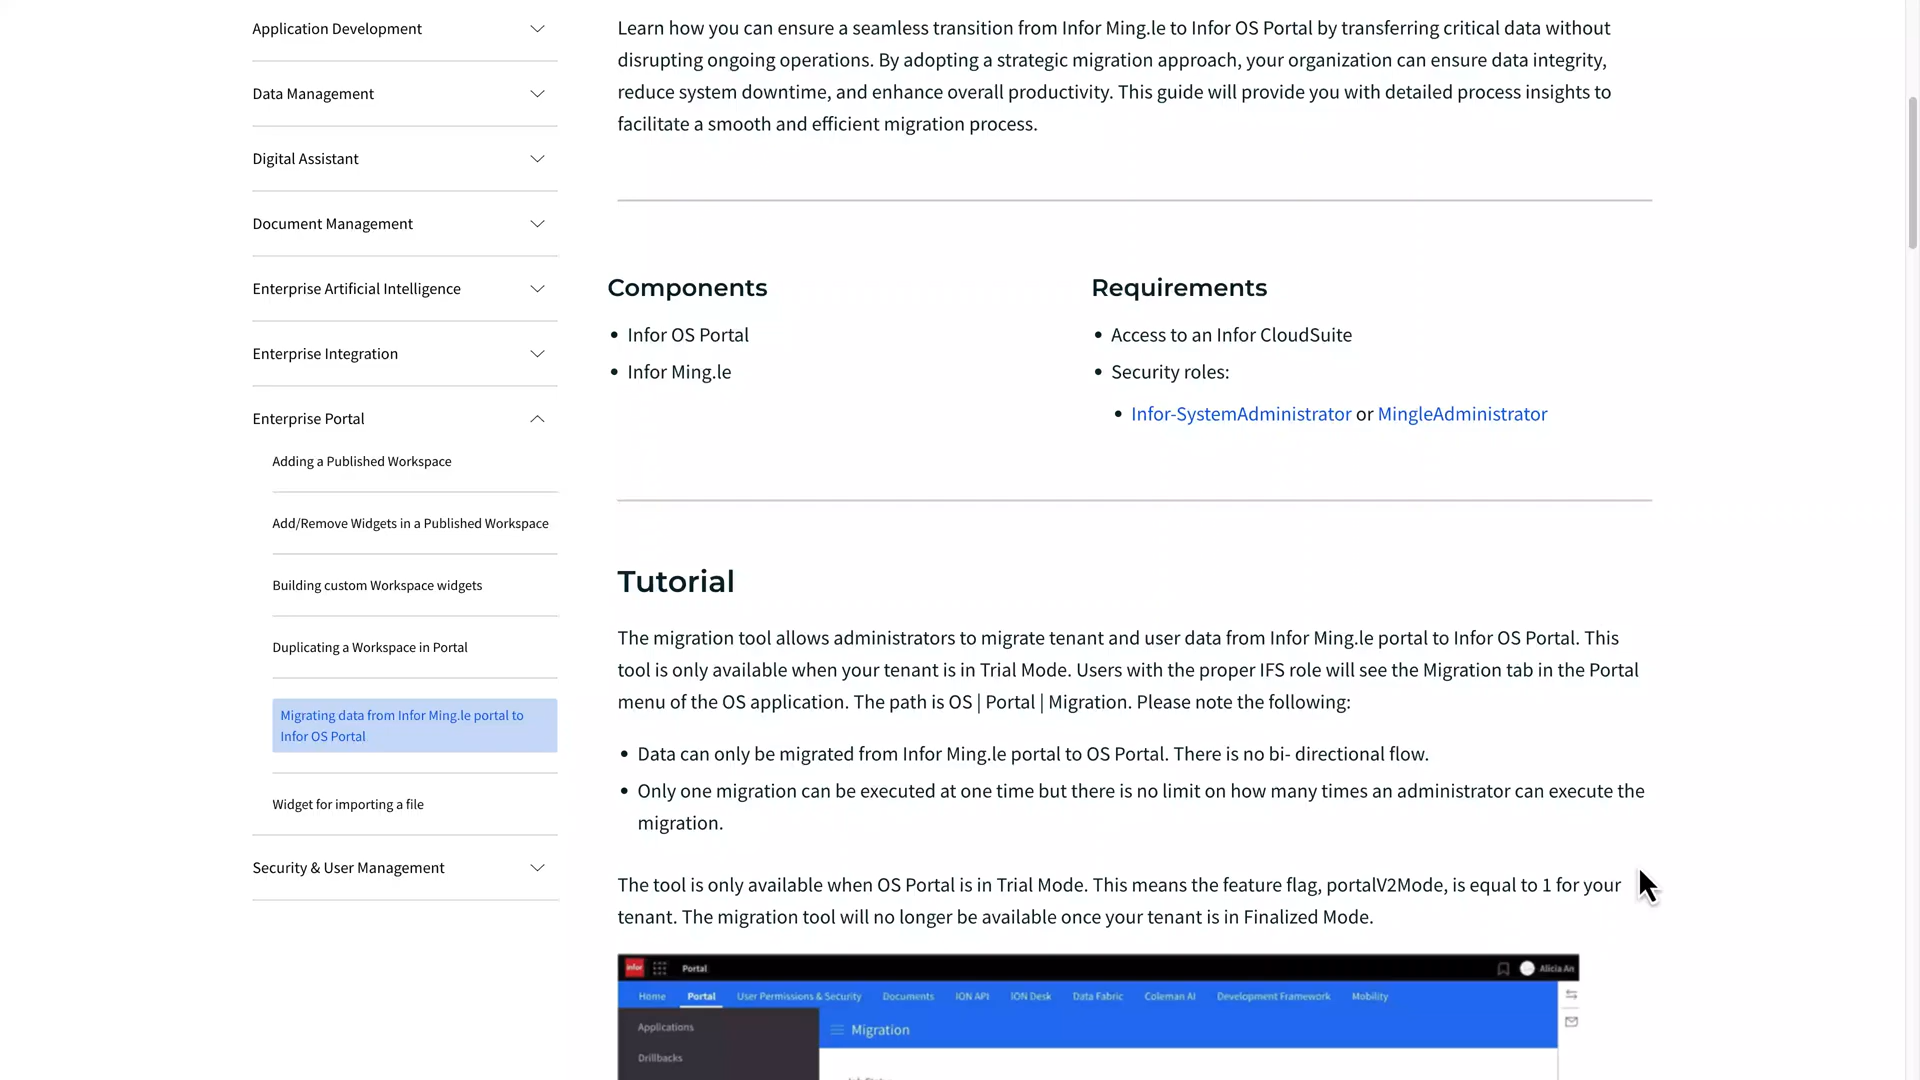 Application Development
Data Management
Digital Assistant
Document Management
Enterprise Artificial Intelligence
Enterprise Integration
Enterprise Portal
Adding a Published Workspace
Add/Remove Widgets in a Published Workspace
Building custom Workspace widgets
Duplicating a Workspace in Portal
Migrating data from Infor Ming.le portal to
Infor OS Portal
Widget for importing a file
Security & User Management
Learn how you can ensure a seamless transition from Infor Ming.le to Infor OS Portal by transferring critical data without
disrupting ongoing operations. By adopting a strategic migration approach, your organization can ensure data integrity,
reduce system downtime, and enhance overall productivity. This guide will provide you with detailed process insights to
facilitate a smooth and efficient migration process.
Components
• Infor OS Portal
• Infor Ming.le
Requirements
• Access to an Infor CloudSuite
• Security roles:
• Infor-SystemAdministrator or MingleAdministrator
Tutorial
The migration tool allows administrators to migrate tenant and user data from Infor Ming.le portal to Infor OS Portal. This
tool is only available when your tenant is in Trial Mode. Users with the proper IFS role will see the Migration tab in the Portal
menu of the OS application. The path is OS | Portal | Migration. Please note the following:
• Data can only be migrated from Infor Ming.le portal to OS Portal. There is no bi- directional flow.
• Only one migration can be executed at one time but there is no limit on how many times an administrator can execute the
migration.
The tool is only available when OS Portal is in Trial Mode. This means the feature flag, portalV2Mode, is equal to 1 for your
tenant. The migration tool will no longer be available once your tenant is in Finalized Mode.
infor Portal Alicia An
Home Portal User Permissions & Security Documents ION API ION Desk Data Fabric Coleman AI Development Framework Mobility
Applications
Migration
Drillbacks